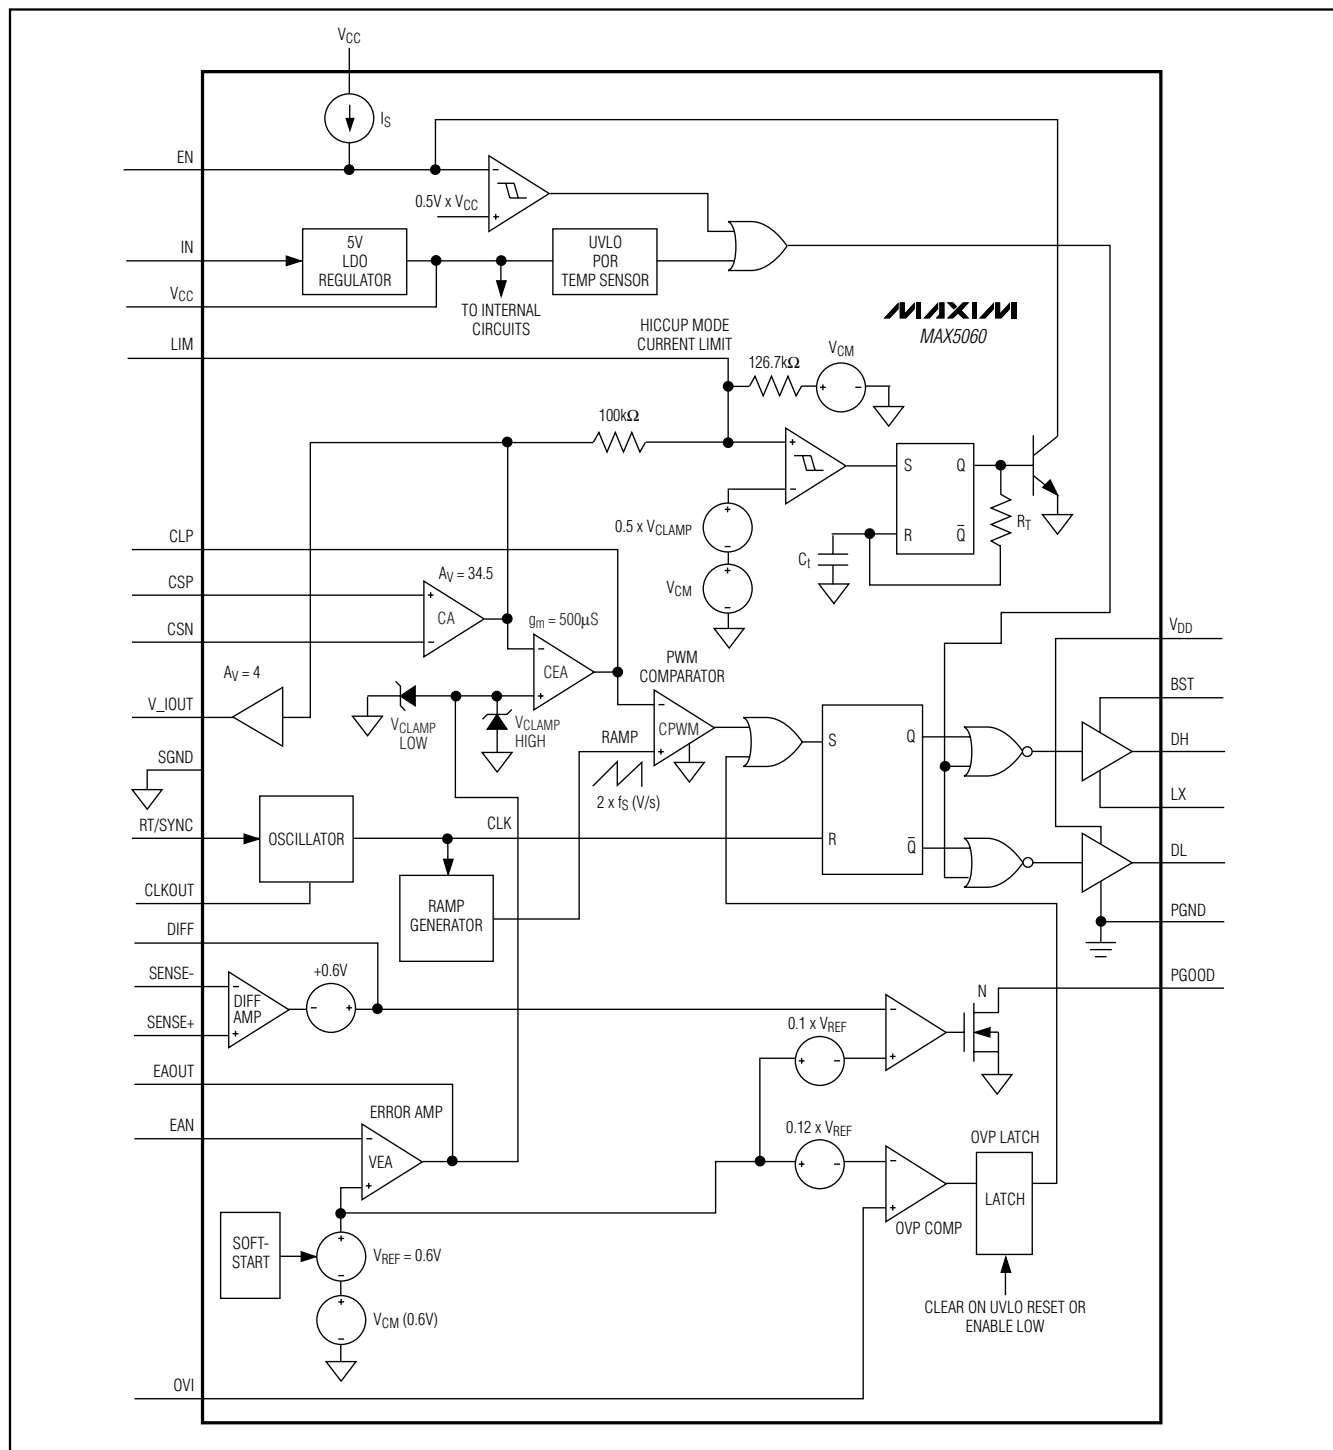 VCC
IS
EN
0.5V x VCC
-
+
IN
5V
LDO
REGULATOR
UVLO
POR
TEMP SENSOR
VCC
TO INTERNAL
CIRCUITS
MAXIM
MAX5060
LIM
HICCUP MODE
CURRENT LIMIT
126.7kΩ
VCM
+
-
100kΩ
+
-
S
Q
R
Q̅
RT
Ct
0.5 x VCLAMP
+
-
VCM
+
-
CLP
CSP
AV = 34.5
+
CA
-
CSN
gm = 500µS
-
CEA
+
PWM
COMPARATOR
-
CPWM
+
AV = 4
V_IOUT
VCLAMP
LOW
VCLAMP
HIGH
RAMP
2 x fS (V/s)
S
Q
R
Q̅
VDD
BST
DH
LX
DL
PGND
SGND
RT/SYNC
OSCILLATOR
CLK
CLKOUT
RAMP
GENERATOR
DIFF
SENSE-
-
DIFF
AMP
+
SENSE+
+0.6V
-
+
PGOOD
N
-
+
0.1 x VREF
+
-
EAOUT
EAN
ERROR AMP
-
VEA
+
0.12 x VREF
+
-
-
+
OVP COMP
OVP LATCH
LATCH
SOFT-
START
+
-
VREF = 0.6V
+
-
VCM (0.6V)
CLEAR ON UVLO RESET OR
ENABLE LOW
OVI